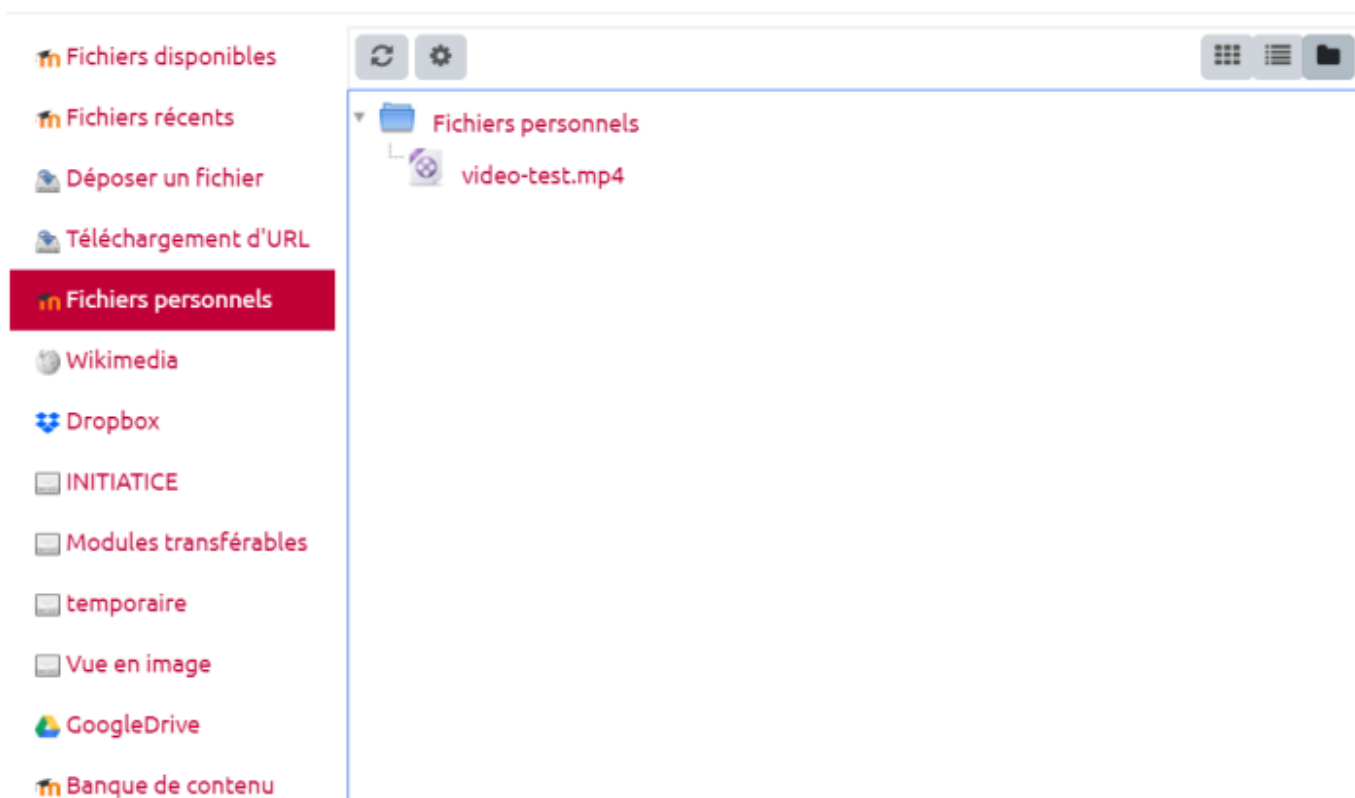 Fichiers disponibles
Fichiers récents
Déposer un fichier
Téléchargement d'URL
Fichiers personnels
Wikimedia
Dropbox
INITIATICE
Modules transférables
temporaire
Vue en image
GoogleDrive
Banque de contenu
Fichiers personnels
video-test.mp4